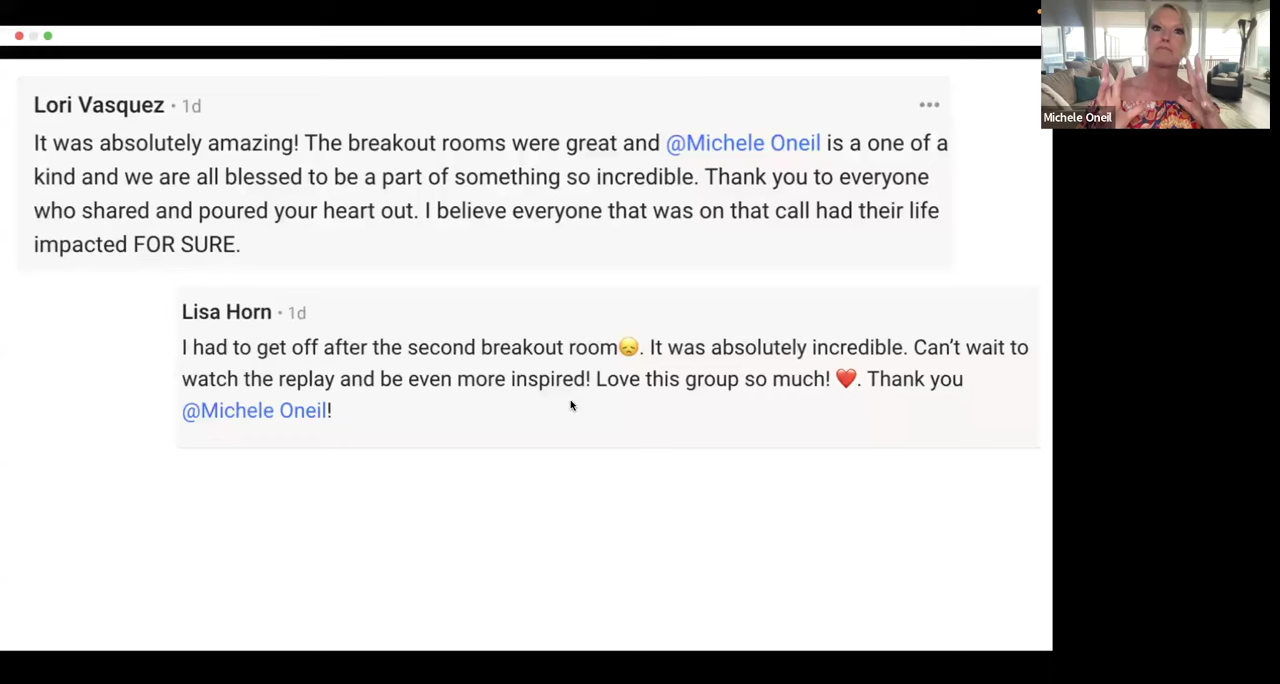 Michele Oneil
Lori Vasquez · 1d
It was absolutely amazing! The breakout rooms were great and @Michele Oneil is a one of a
kind and we are all blessed to be a part of something so incredible. Thank you to everyone
who shared and poured your heart out. I believe everyone that was on that call had their life
impacted FOR SURE.
Lisa Horn · 1d
I had to get off after the second breakout room😞. It was absolutely incredible. Can’t wait to
watch the replay and be even more inspired! Love this group so much! ❤️. Thank you
@Michele Oneil!